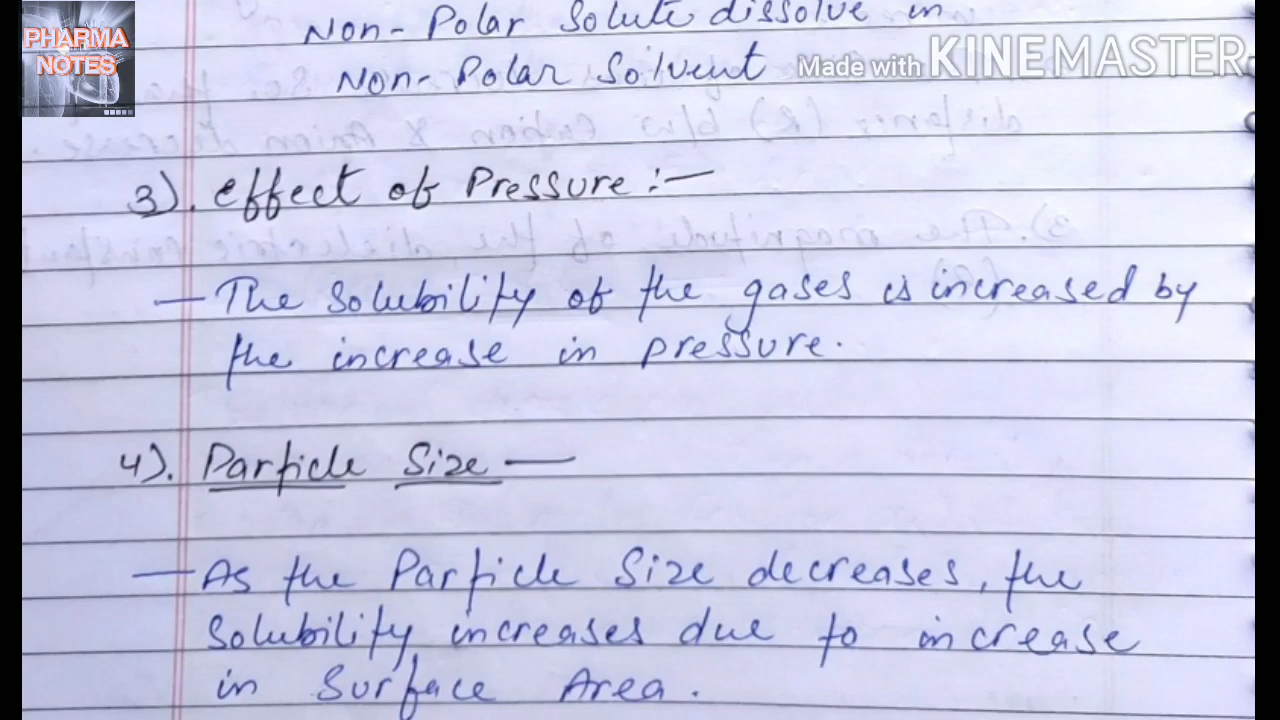 PHARMA
NOTES
Made with KINEMASTER
Non-Polar Solute dissolve in
Non-Polar Solvent
3). effect of Pressure :-
- The solubility of the gases is increased by
the increase in pressure.
4). Particle Size -
- As the Particle Size decreases, the
Solubility increases due to increase
in Surface Area.